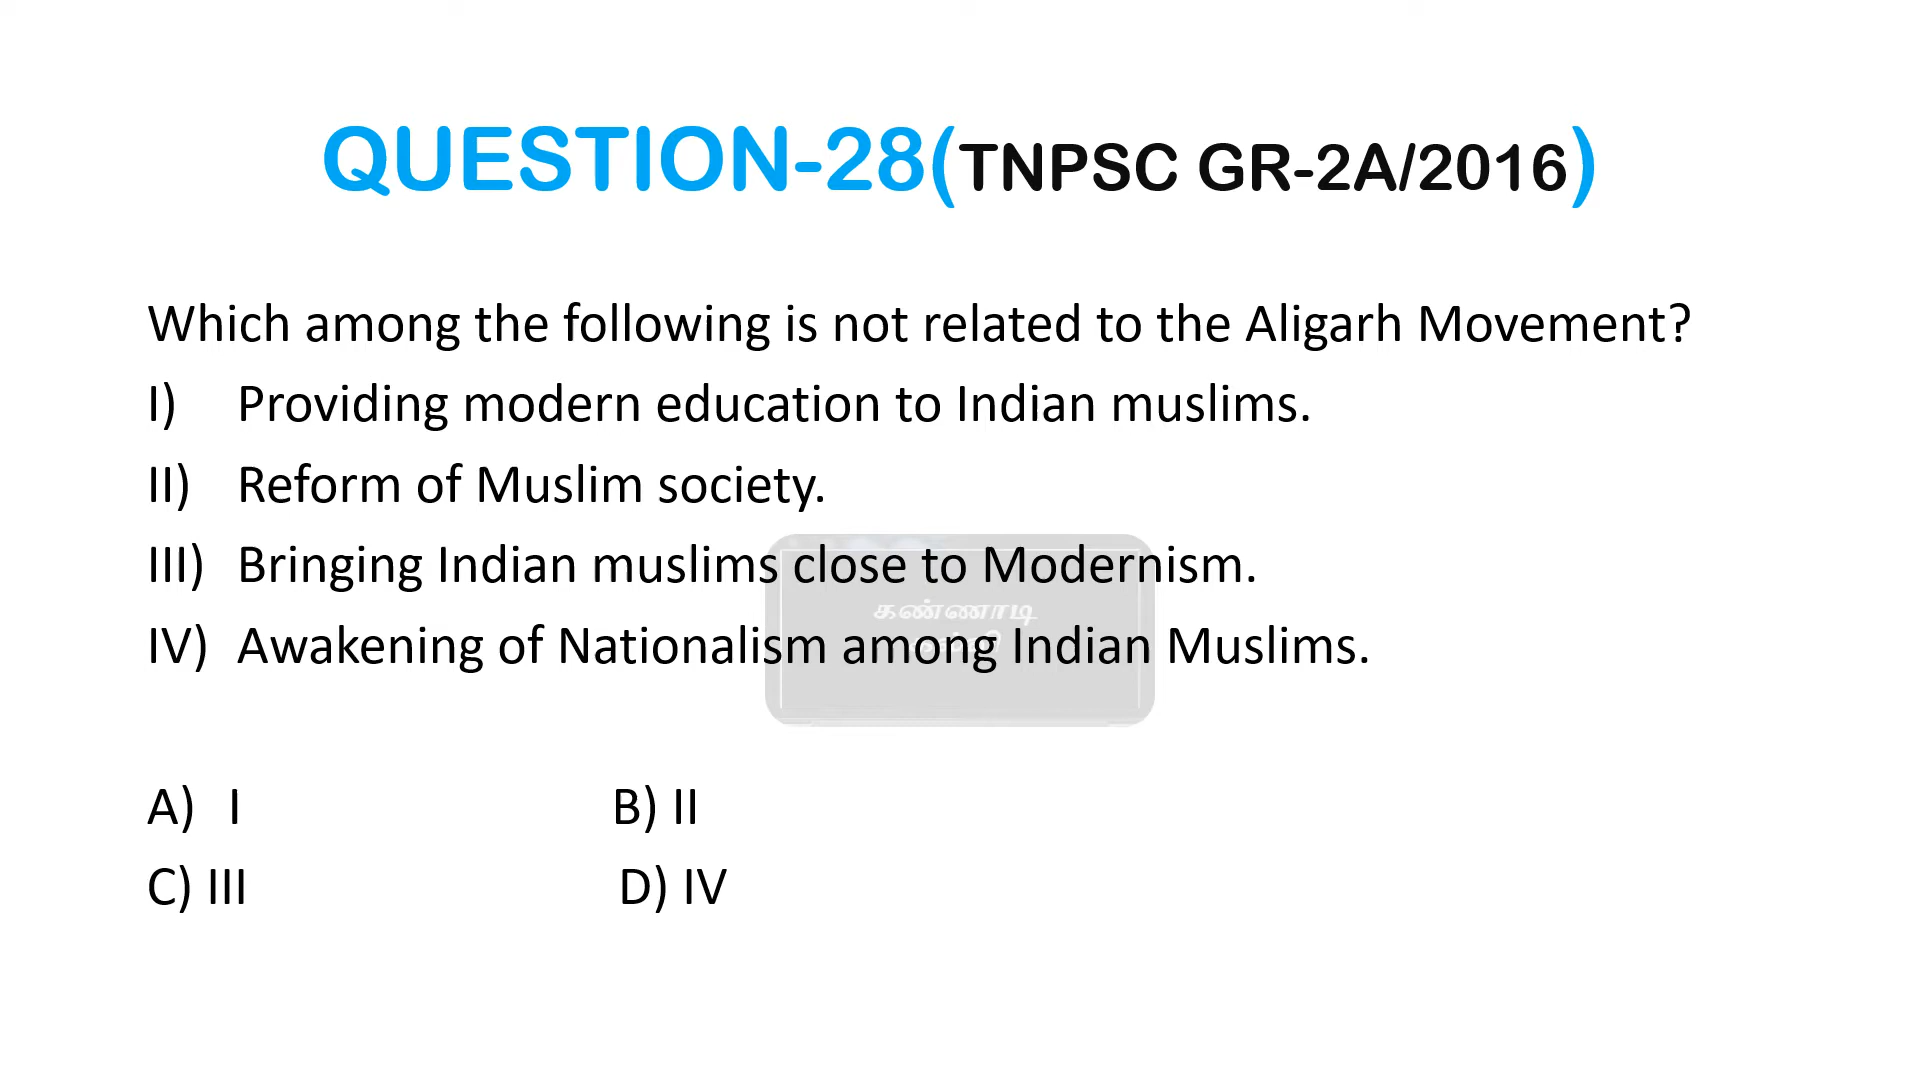 QUESTION-28(TNPSC GR-2A/2016)
Which among the following is not related to the Aligarh Movement?
I) Providing modern education to Indian muslims.
II) Reform of Muslim society.
III) Bringing Indian muslims close to Modernism.
கண்ணாடி
IV) Awakening of Nationalism among Indian Muslims.
A) I B) II
C) III D) IV